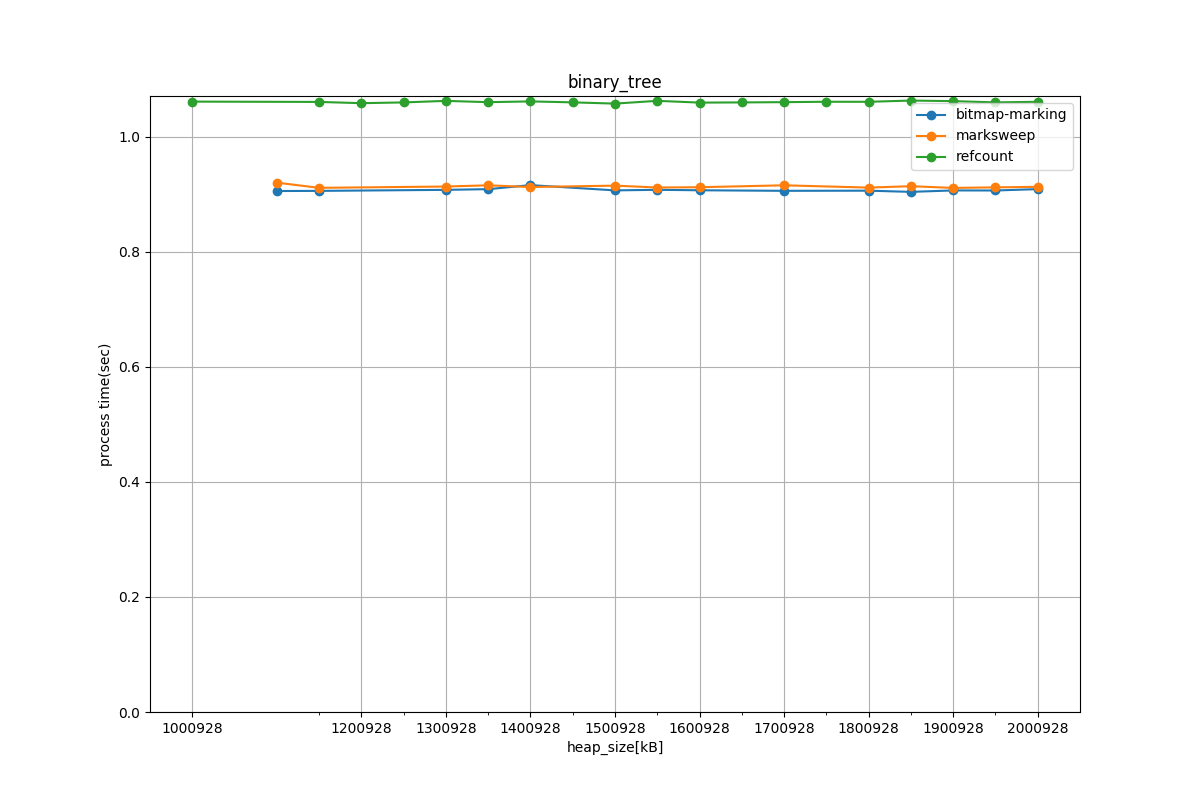 binary_tree
bitmap-marking
marksweep
refcount
1.0
0.8
0.6
0.4
0.2
0.0
process time(sec)
1000928 1200928 1300928 1400928 1500928 1600928 1700928 1800928 1900928 2000928
heap_size[kB]